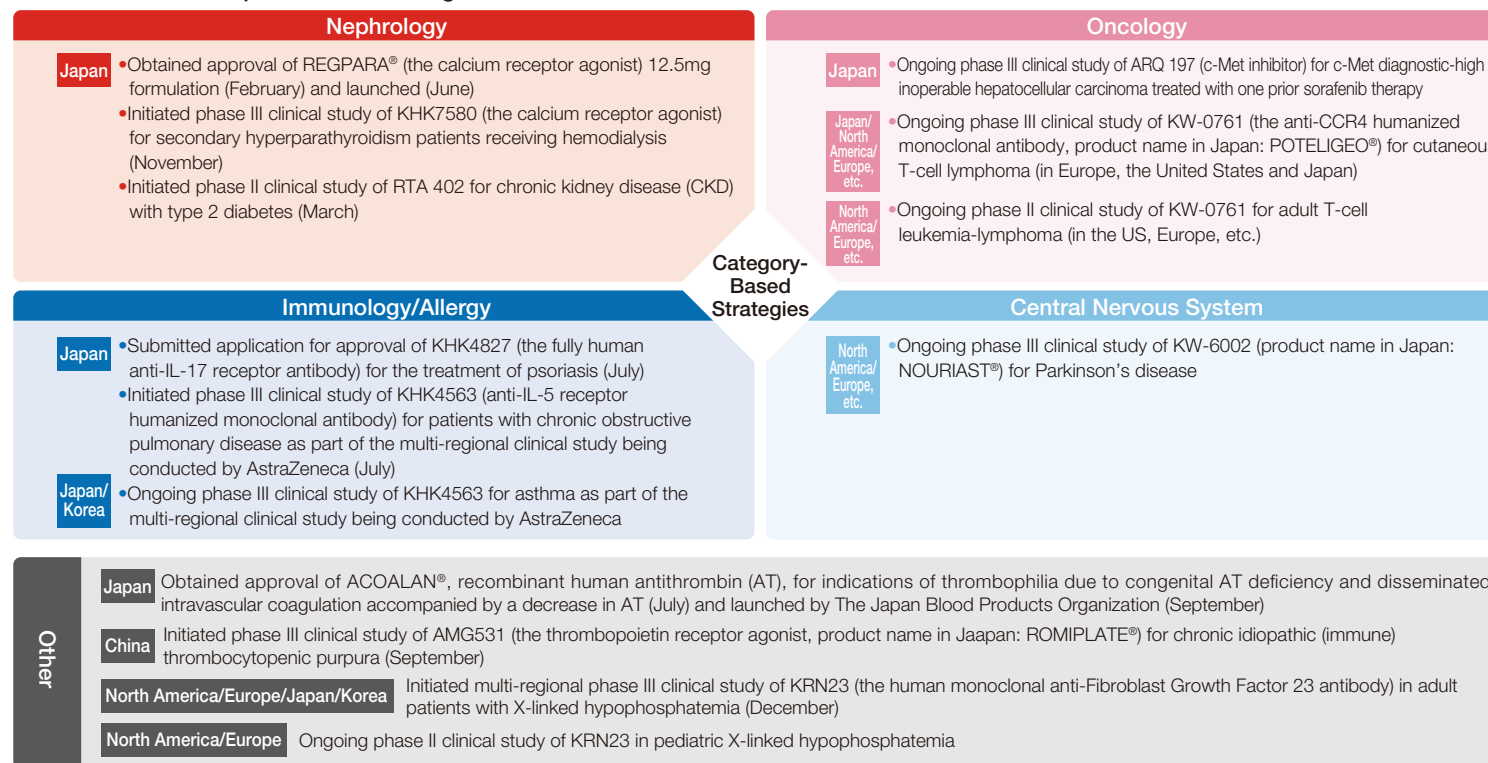 Nephrology
Japan
•Obtained approval of REGPARA® (the calcium receptor agonist) 12.5mg
formulation (February) and launched (June)
•Initiated phase III clinical study of KHK7580 (the calcium receptor agonist)
for secondary hyperparathyroidism patients receiving hemodialysis
(November)
•Initiated phase II clinical study of RTA 402 for chronic kidney disease (CKD)
with type 2 diabetes (March)
Oncology
Japan
•Ongoing phase III clinical study of ARQ 197 (c-Met inhibitor) for c-Met diagnostic-high
inoperable hepatocellular carcinoma treated with one prior sorafenib therapy
Japan/
North
America/
Europe,
etc.
•Ongoing phase III clinical study of KW-0761 (the anti-CCR4 humanized
monoclonal antibody, product name in Japan: POTELIGEO®) for cutaneou
T-cell lymphoma (in Europe, the United States and Japan)
North
America/
Europe,
etc.
•Ongoing phase II clinical study of KW-0761 for adult T-cell
leukemia-lymphoma (in the US, Europe, etc.)
Category-
Based
Strategies
Immunology/Allergy
Japan
•Submitted application for approval of KHK4827 (the fully human
anti-IL-17 receptor antibody) for the treatment of psoriasis (July)
•Initiated phase III clinical study of KHK4563 (anti-IL-5 receptor
humanized monoclonal antibody) for patients with chronic obstructive
pulmonary disease as part of the multi-regional clinical study being
conducted by AstraZeneca (July)
Japan/
Korea
•Ongoing phase III clinical study of KHK4563 for asthma as part of the
multi-regional clinical study being conducted by AstraZeneca
Central Nervous System
North
America/
Europe,
etc.
•Ongoing phase III clinical study of KW-6002 (product name in Japan:
NOURIAST®) for Parkinson's disease
Other
Japan
Obtained approval of ACOALAN®, recombinant human antithrombin (AT), for indications of thrombophilia due to congenital AT deficiency and disseminated
intravascular coagulation accompanied by a decrease in AT (July) and launched by The Japan Blood Products Organization (September)
China
Initiated phase III clinical study of AMG531 (the thrombopoietin receptor agonist, product name in Jaapan: ROMIPLATE®) for chronic idiopathic (immune)
thrombocytopenic purpura (September)
North America/Europe/Japan/Korea
Initiated multi-regional phase III clinical study of KRN23 (the human monoclonal anti-Fibroblast Growth Factor 23 antibody) in adult
patients with X-linked hypophosphatemia (December)
North America/Europe
Ongoing phase II clinical study of KRN23 in pediatric X-linked hypophosphatemia